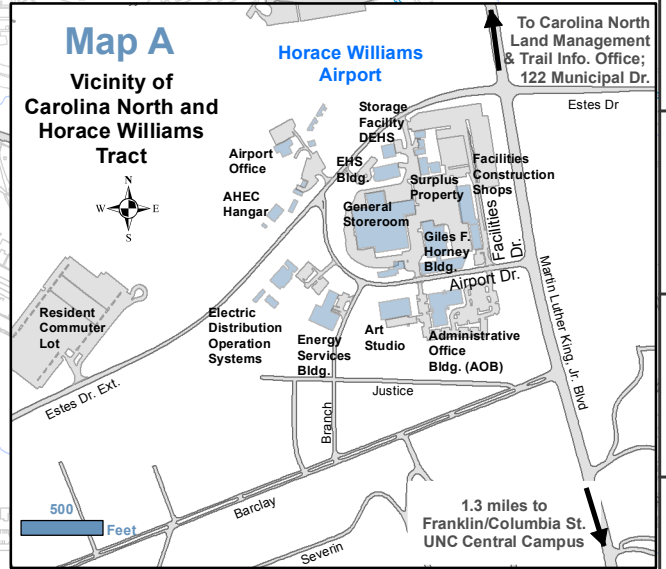 Map A
Vicinity of
Carolina North and
Horace Williams
Tract
N
W
E
S
Horace Williams
Airport
To Carolina North
Land Management
& Trail Info. Office;
122 Municipal Dr.
Estes Dr
Storage
Facility
DEHS
Airport
Office
EHS
Bldg.
Facilities
Construction
Shops
Surplus
Property
AHEC
Hangar
General
Storeroom
Giles F.
Horney
Bldg.
Facilities
Dr.
Airport Dr.
Martin Luther King, Jr. Blvd
Resident
Commuter
Lot
Electric
Distribution
Operation
Systems
Energy
Services
Bldg.
Art
Studio
Administrative
Office
Bldg. (AOB)
Estes Dr. Ext.
Justice
Branch
Barclay
Severin
500
Feet
1.3 miles to
Franklin/Columbia St.
UNC Central Campus